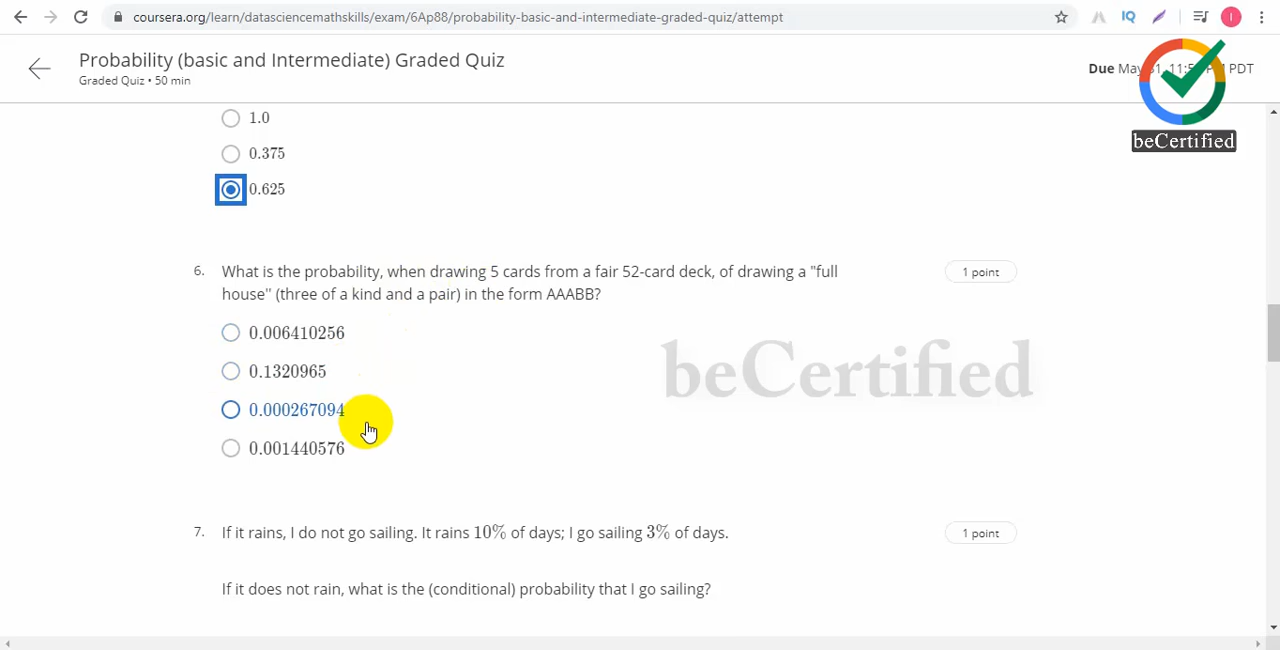 coursera.org/learn/datasciencemathskills/exam/6Ap88/probability-basic-and-intermediate-graded-quiz/attempt
IQ
I
Probability (basic and Intermediate) Graded Quiz
Graded Quiz • 50 min
Due May 31, 11:5 PDT
beCertified
1.0
0.375
0.625
6. What is the probability, when drawing 5 cards from a fair 52-card deck, of drawing a "full
house" (three of a kind and a pair) in the form AAABB?
1 point
0.006410256
0.1320965
0.000267094
0.001440576
beCertified
7. If it rains, I do not go sailing. It rains 10% of days; I go sailing 3% of days.
1 point
If it does not rain, what is the (conditional) probability that I go sailing?